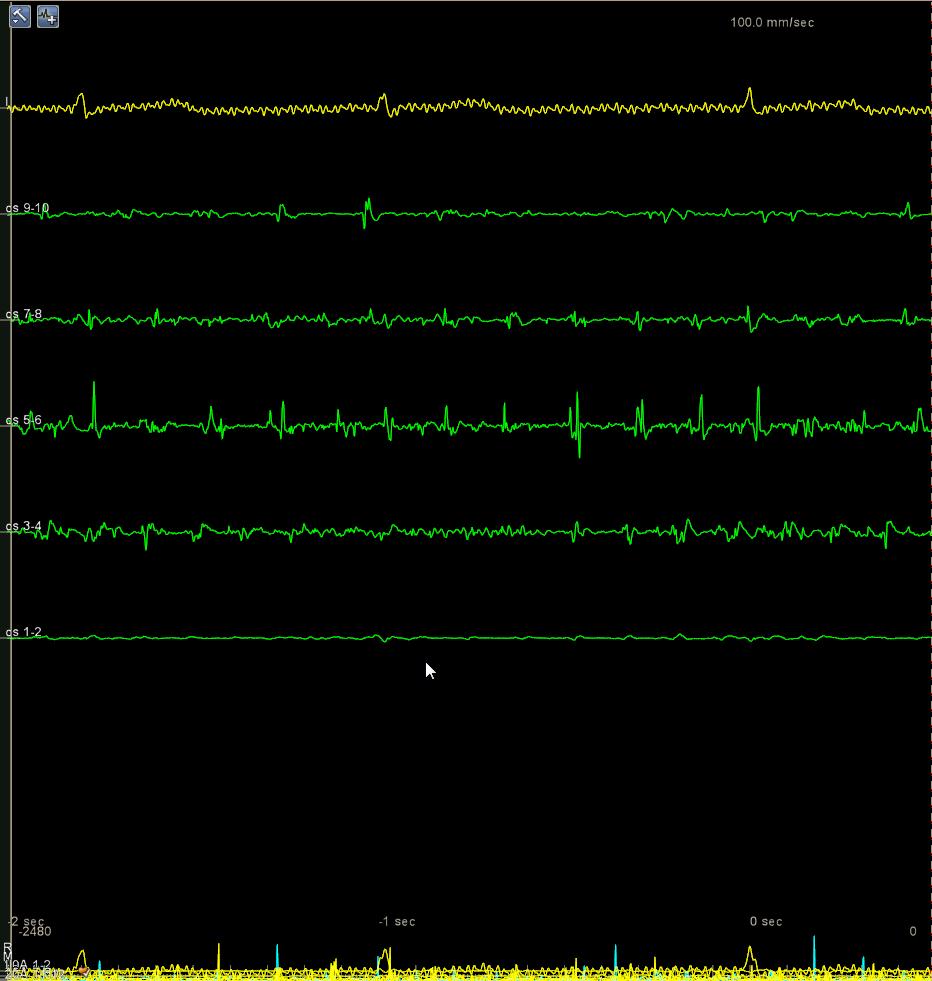 100.0 mm/sec
I
cs 9-10
cs 7-8
cs 5-6
cs 3-4
cs 1-2
-2 sec
-1 sec
0 sec
-2480
0